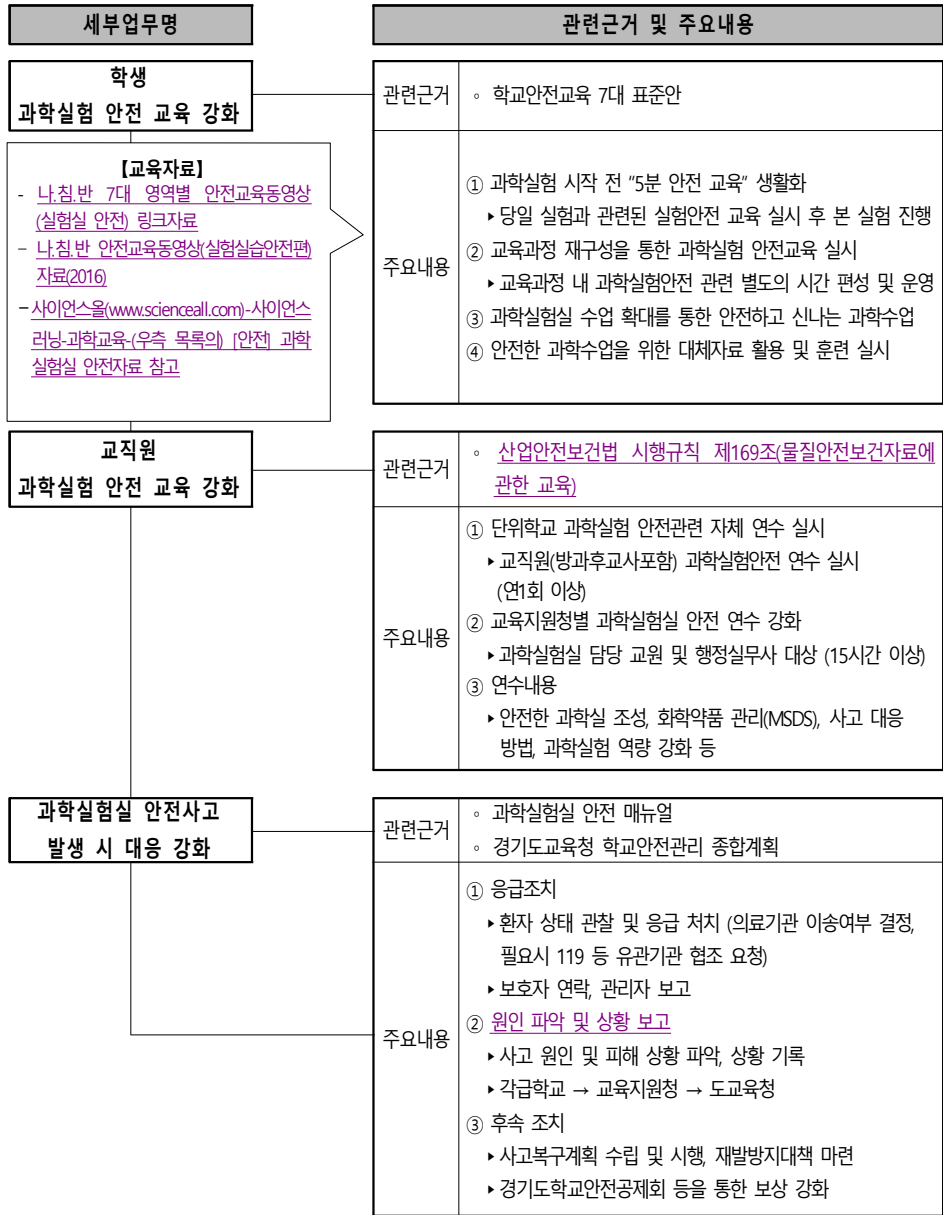 세부업무명
관련근거 및 주요내용
학생
과학실험 안전 교육 강화
관련근거
◦ 학교안전교육 7대 표준안
【교육자료】
- 나.침.반 7대 영역별 안전교육동영상
(실험실 안전) 링크자료
- 나.침.반 안전교육동영상(실험실습안전편)
자료(2016)
- 사이언스올(www.scienceall.com)-사이언스
러닝-과학교육-(우측 목록의) [안전] 과학
실험실 안전자료 참고
주요내용
① 과학실험 시작 전 "5분 안전 교육" 생활화
▸당일 실험과 관련된 실험안전 교육 실시 후 본 실험 진행
② 교육과정 재구성을 통한 과학실험 안전교육 실시
▸교육과정 내 과학실험안전 관련 별도의 시간 편성 및 운영
③ 과학실험실 수업 확대를 통한 안전하고 신나는 과학수업
④ 안전한 과학수업을 위한 대체자료 활용 및 훈련 실시
교직원
과학실험 안전 교육 강화
관련근거
◦ 산업안전보건법 시행규칙 제169조(물질안전보건자료에
관한 교육)
주요내용
① 단위학교 과학실험 안전관련 자체 연수 실시
▸교직원(방과후교사포함) 과학실험안전 연수 실시
(연1회 이상)
② 교육지원청별 과학실험실 안전 연수 강화
▸과학실험실 담당 교원 및 행정실무사 대상 (15시간 이상)
③ 연수내용
▸안전한 과학실 조성, 화학약품 관리(MSDS), 사고 대응
방법, 과학실험 역량 강화 등
과학실험실 안전사고
발생 시 대응 강화
관련근거
◦ 과학실험실 안전 매뉴얼
◦ 경기도교육청 학교안전관리 종합계획
주요내용
① 응급조치
▸환자 상태 관찰 및 응급 처치 (의료기관 이송여부 결정,
필요시 119 등 유관기관 협조 요청)
▸보호자 연락, 관리자 보고
② 원인 파악 및 상황 보고
▸사고 원인 및 피해 상황 파악, 상황 기록
▸각급학교 → 교육지원청 → 도교육청
③ 후속 조치
▸사고복구계획 수립 및 시행, 재발방지대책 마련
▸경기도학교안전공제회 등을 통한 보상 강화